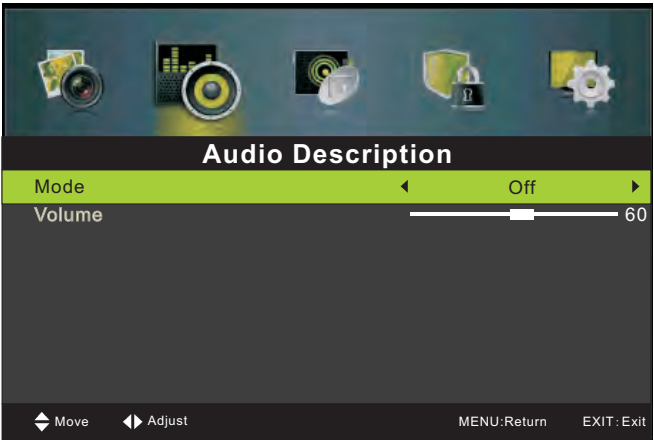 Audio Description
Mode Off
Volume 60
Move Adjust MENU:Return EXIT:Exit